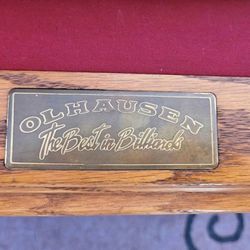 OLHAUSEN
The Best in Billiards